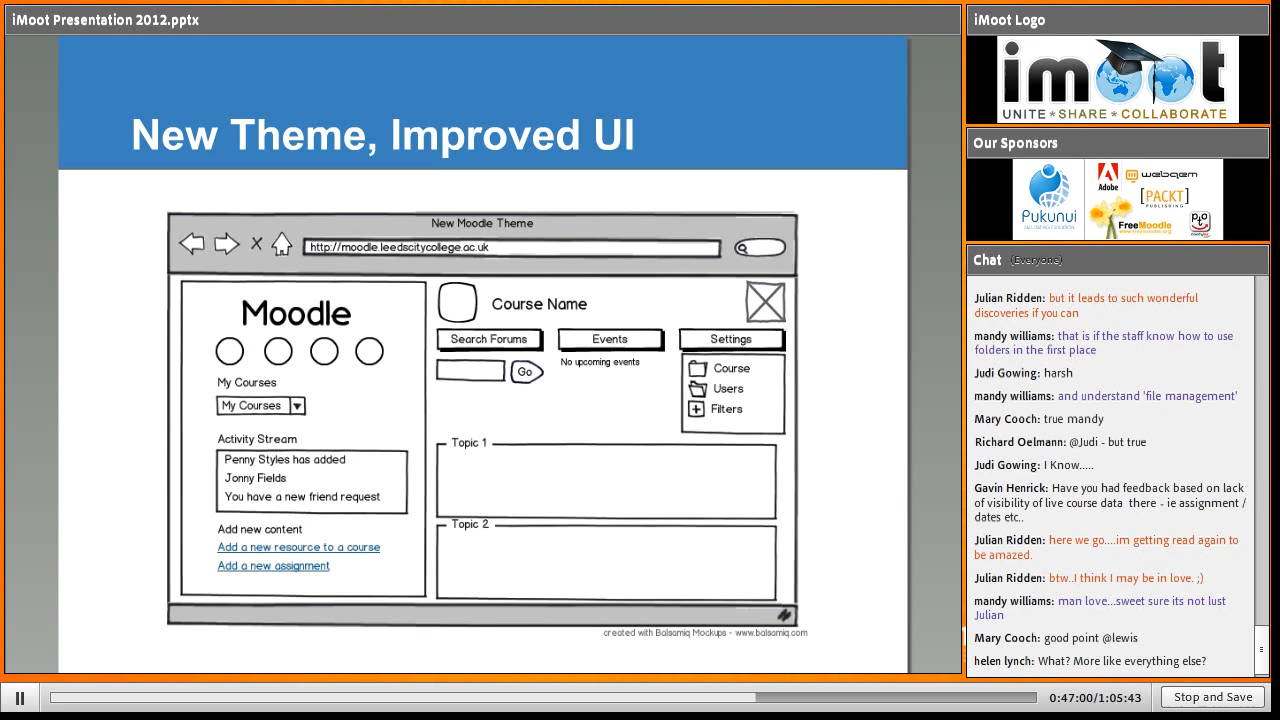 iMoot Presentation 2012.pptx
New Theme, Improved UI
New Moodle Theme
http://moodle.leedscitycollege.ac.uk
Moodle
My Courses
My Courses
Activity Stream
Penny Styles has added
Jonny Fields
You have a new friend request
Add new content
Add a new resource to a course
Add a new assignment
Course Name
Search Forums
Events
Settings
Go
No upcoming events
Course
Users
Filters
Topic 1
Topic 2
created with Balsamiq Mockups - www.balsamiq.com
iMoot Logo
imoot
UNITE * SHARE * COLLABORATE
Our Sponsors
Pukunui
Adobe
webqem
[PACKT]
PUBLISHING
FreeMoodle
Chat (Everyone)
Julian Ridden: but it leads to such wonderful
discoveries if you can
mandy williams: that is if the staff know how to use
folders in the first place
Judi Gowing: harsh
mandy williams: and understand 'file management'
Mary Cooch: true mandy
Richard Oelmann: @Judi - but true
Judi Gowing: I Know.....
Gavin Henrick: Have you had feedback based on lack
of visibility of live course data there - ie assignment /
dates etc..
Julian Ridden: here we go....im getting read again to
be amazed.
Julian Ridden: btw..I think I may be in love. ;)
mandy williams: man love...sweet sure its not lust
Julian
Mary Cooch: good point @lewis
helen lynch: What? More like everything else?
0:47:00/1:05:43
Stop and Save